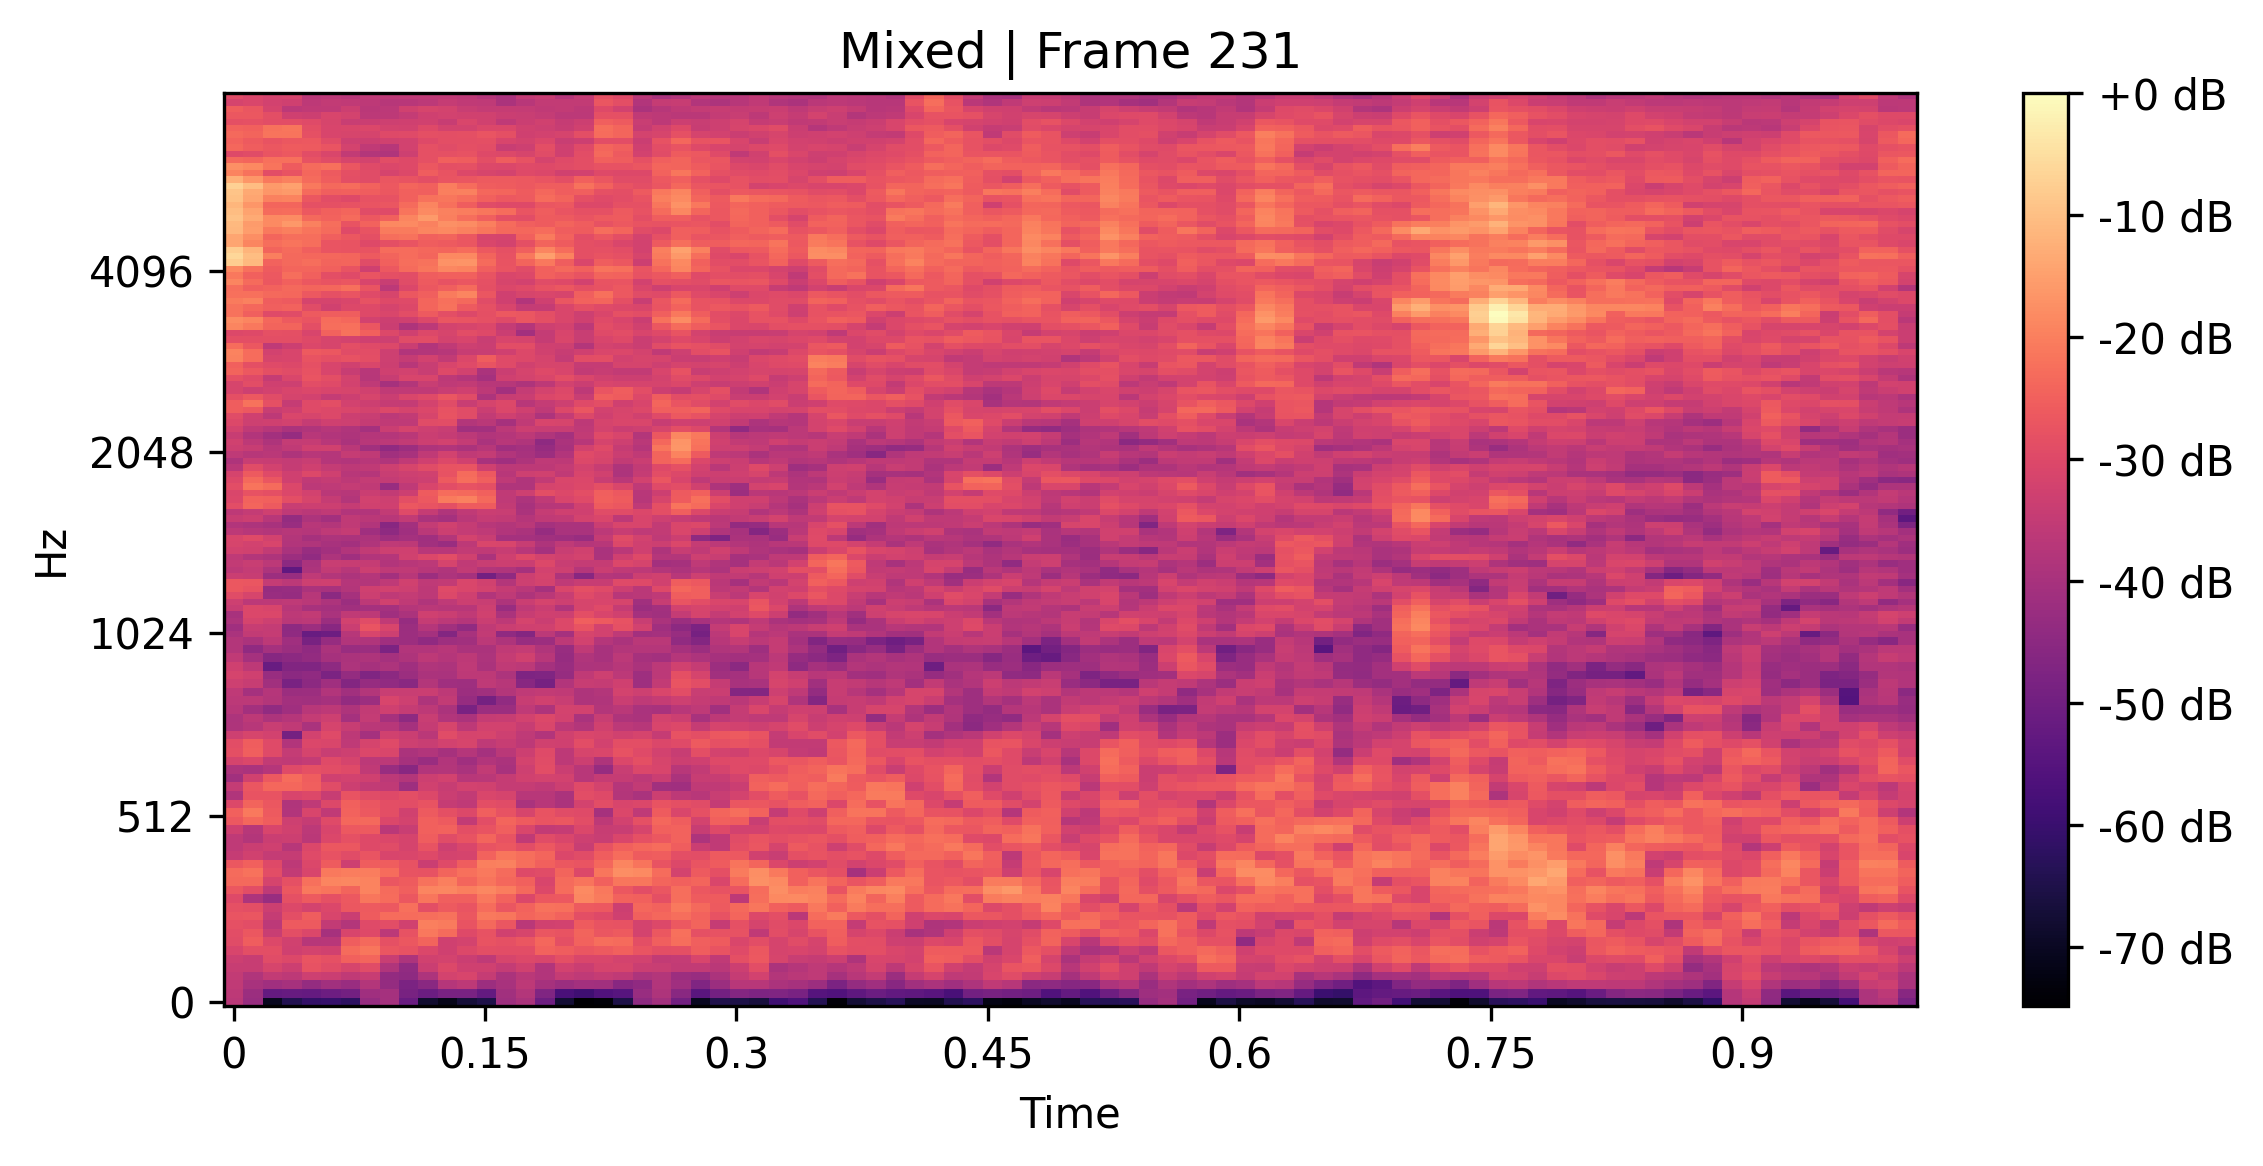 Mixed | Frame 231
+0 dB
-10 dB
-20 dB
-30 dB
-40 dB
-50 dB
-60 dB
-70 dB
Hz
4096
2048
1024
512
0
0 0.15 0.3 0.45 0.6 0.75 0.9
Time